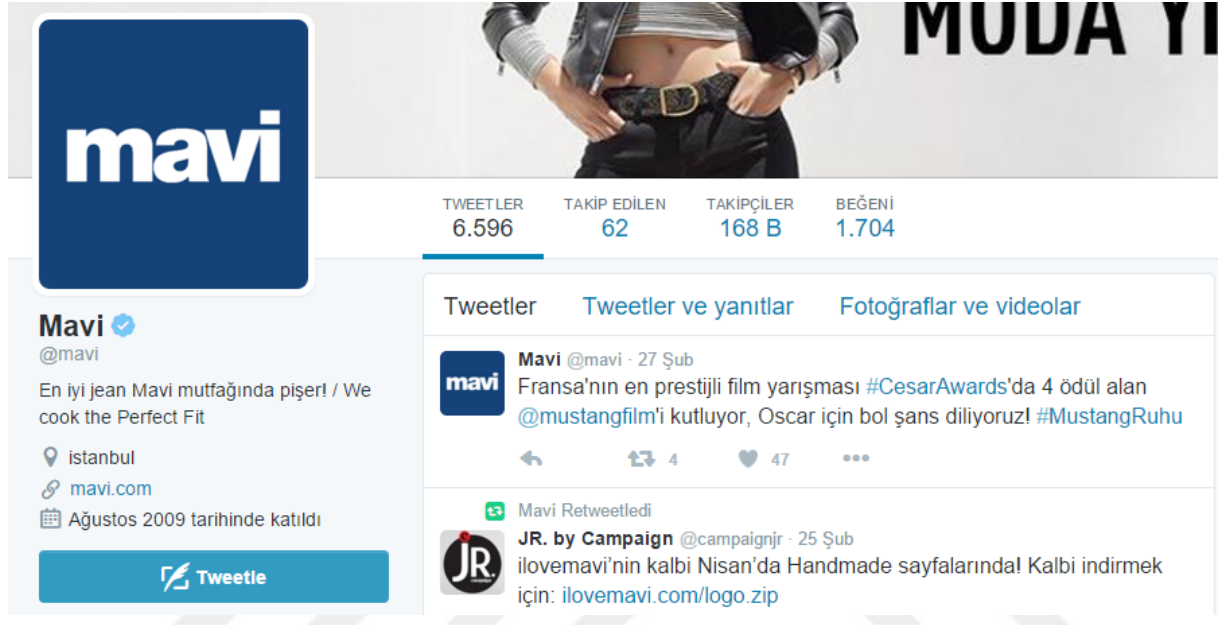 MODA YI
mavi
TWEETLER TAKİP EDİLEN TAKİPÇİLER BEĞENİ
6.596 62 168 B 1.704
Mavi
@mavi
En iyi jean Mavi mutfağında pişer! / We
cook the Perfect Fit
istanbul
mavi.com
Ağustos 2009 tarihinde katıldı
Tweetle
Tweetler Tweetler ve yanıtlar Fotoğraflar ve videolar
mavi
Mavi @mavi · 27 Şub
Fransa'nın en prestijli film yarışması #CesarAwards'da 4 ödül alan
@mustangfilm'i kutluyor, Oscar için bol şans diliyoruz! #MustangRuhu
4 47
Mavi Retweetledi
JR.
campaign
JR. by Campaign @campaignjr · 25 Şub
ilovemavi’nin kalbi Nisan’da Handmade sayfalarında! Kalbi indirmek
için: ilovemavi.com/logo.zip